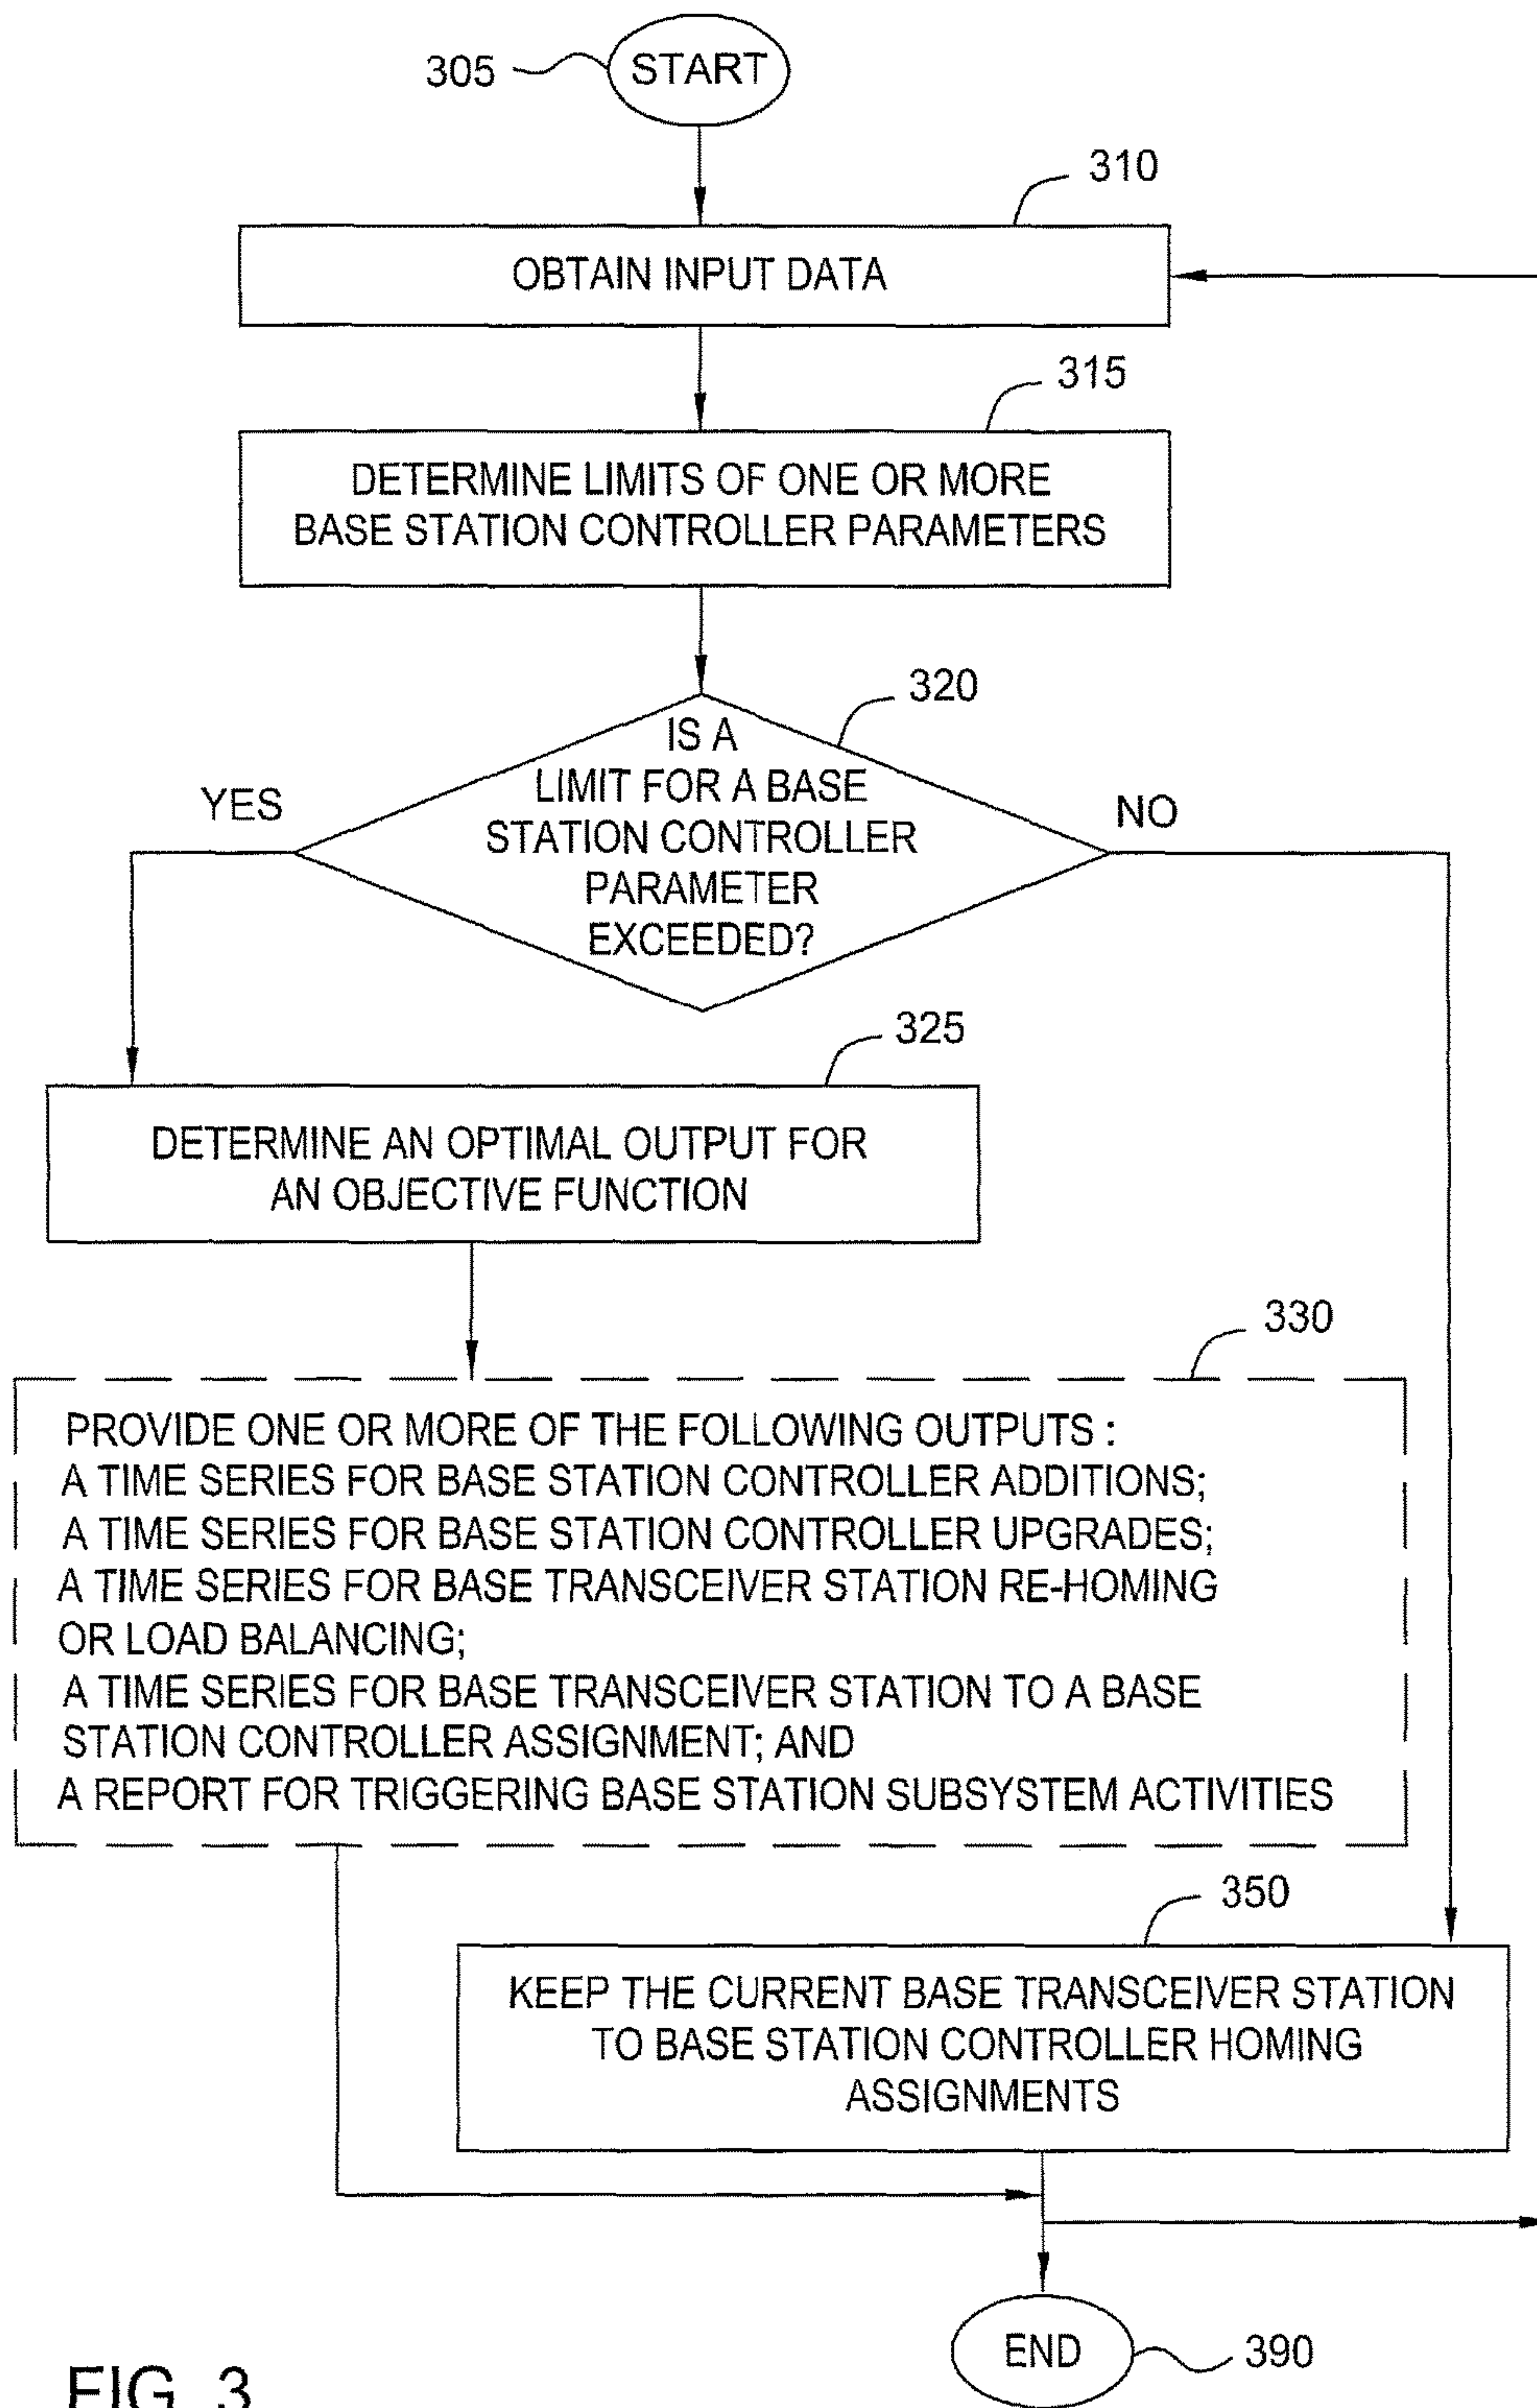 305
START
310
OBTAIN INPUT DATA
315
DETERMINE LIMITS OF ONE OR MORE
BASE STATION CONTROLLER PARAMETERS
320
IS A
LIMIT FOR A BASE
STATION CONTROLLER
PARAMETER
EXCEEDED?
YES
NO
325
DETERMINE AN OPTIMAL OUTPUT FOR
AN OBJECTIVE FUNCTION
330
PROVIDE ONE OR MORE OF THE FOLLOWING OUTPUTS :
A TIME SERIES FOR BASE STATION CONTROLLER ADDITIONS;
A TIME SERIES FOR BASE STATION CONTROLLER UPGRADES;
A TIME SERIES FOR BASE TRANSCEIVER STATION RE-HOMING
OR LOAD BALANCING;
A TIME SERIES FOR BASE TRANSCEIVER STATION TO A BASE
STATION CONTROLLER ASSIGNMENT; AND
A REPORT FOR TRIGGERING BASE STATION SUBSYSTEM ACTIVITIES
350
KEEP THE CURRENT BASE TRANSCEIVER STATION
TO BASE STATION CONTROLLER HOMING
ASSIGNMENTS
END
390
FIG. 3